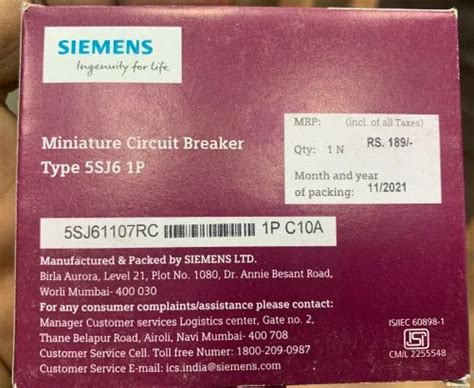 SIEMENS
Ingenuity for life
Miniature Circuit Breaker
Type 5SJ6 1P
MRP: (incl. of all Taxes)
Qty: 1 N RS. 189/-
Month and year
of packing: 11/2021
5SJ61107RC 1P C10A
Manufactured & Packed by SIEMENS LTD.
Birla Aurora, Level 21, Plot No. 1080, Dr. Annie Besant Road,
Worli Mumbai- 400 030
For any consumer complaints/assistance please contact
Manager Customer services Logistics center, Gate no. 2,
Thane Belapur Road, Airoli, Navi Mumbai- 400 708
Customer Service Cell. Toll free Number: 1800-209-0987
Customer Service E-mail : ics.india@siemens.com
IS/IEC 60898-1
CM/L 2255548